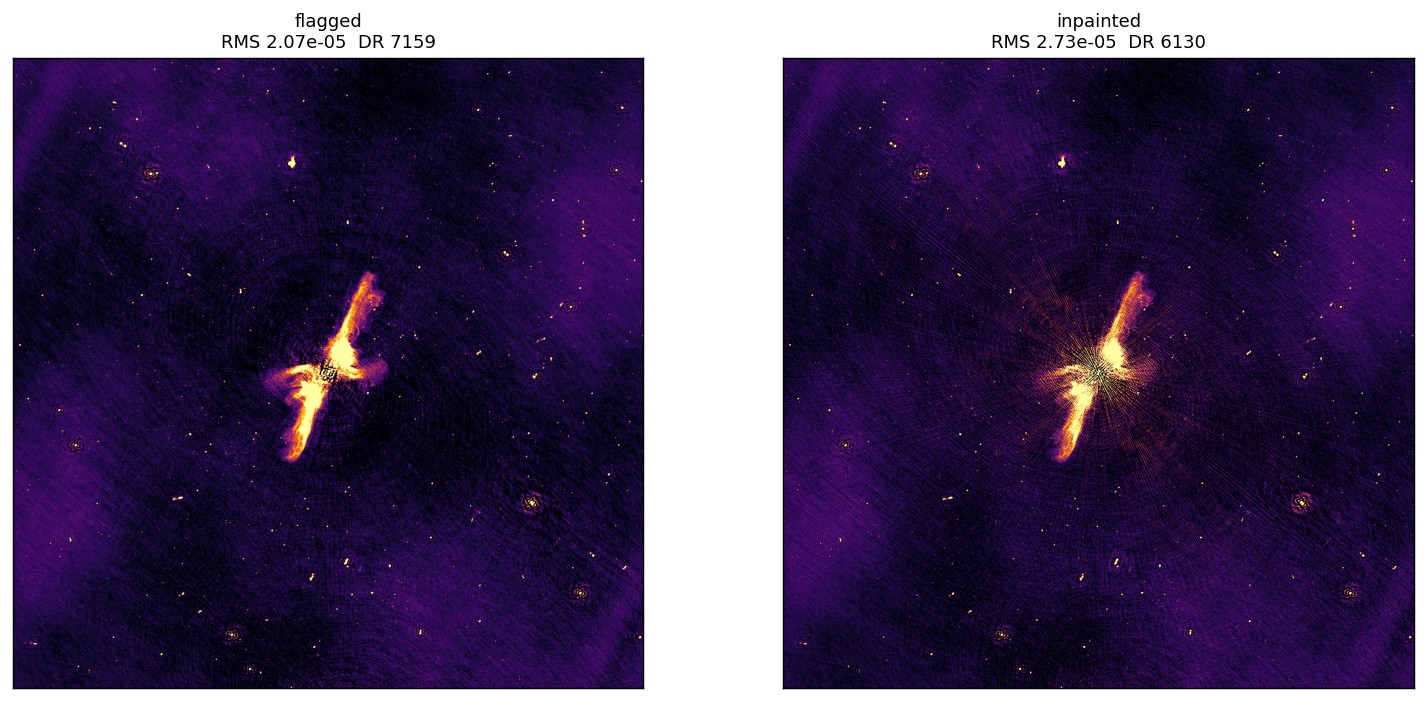 flagged
RMS 2.07e-05  DR 7159
inpainted
RMS 2.73e-05  DR 6130